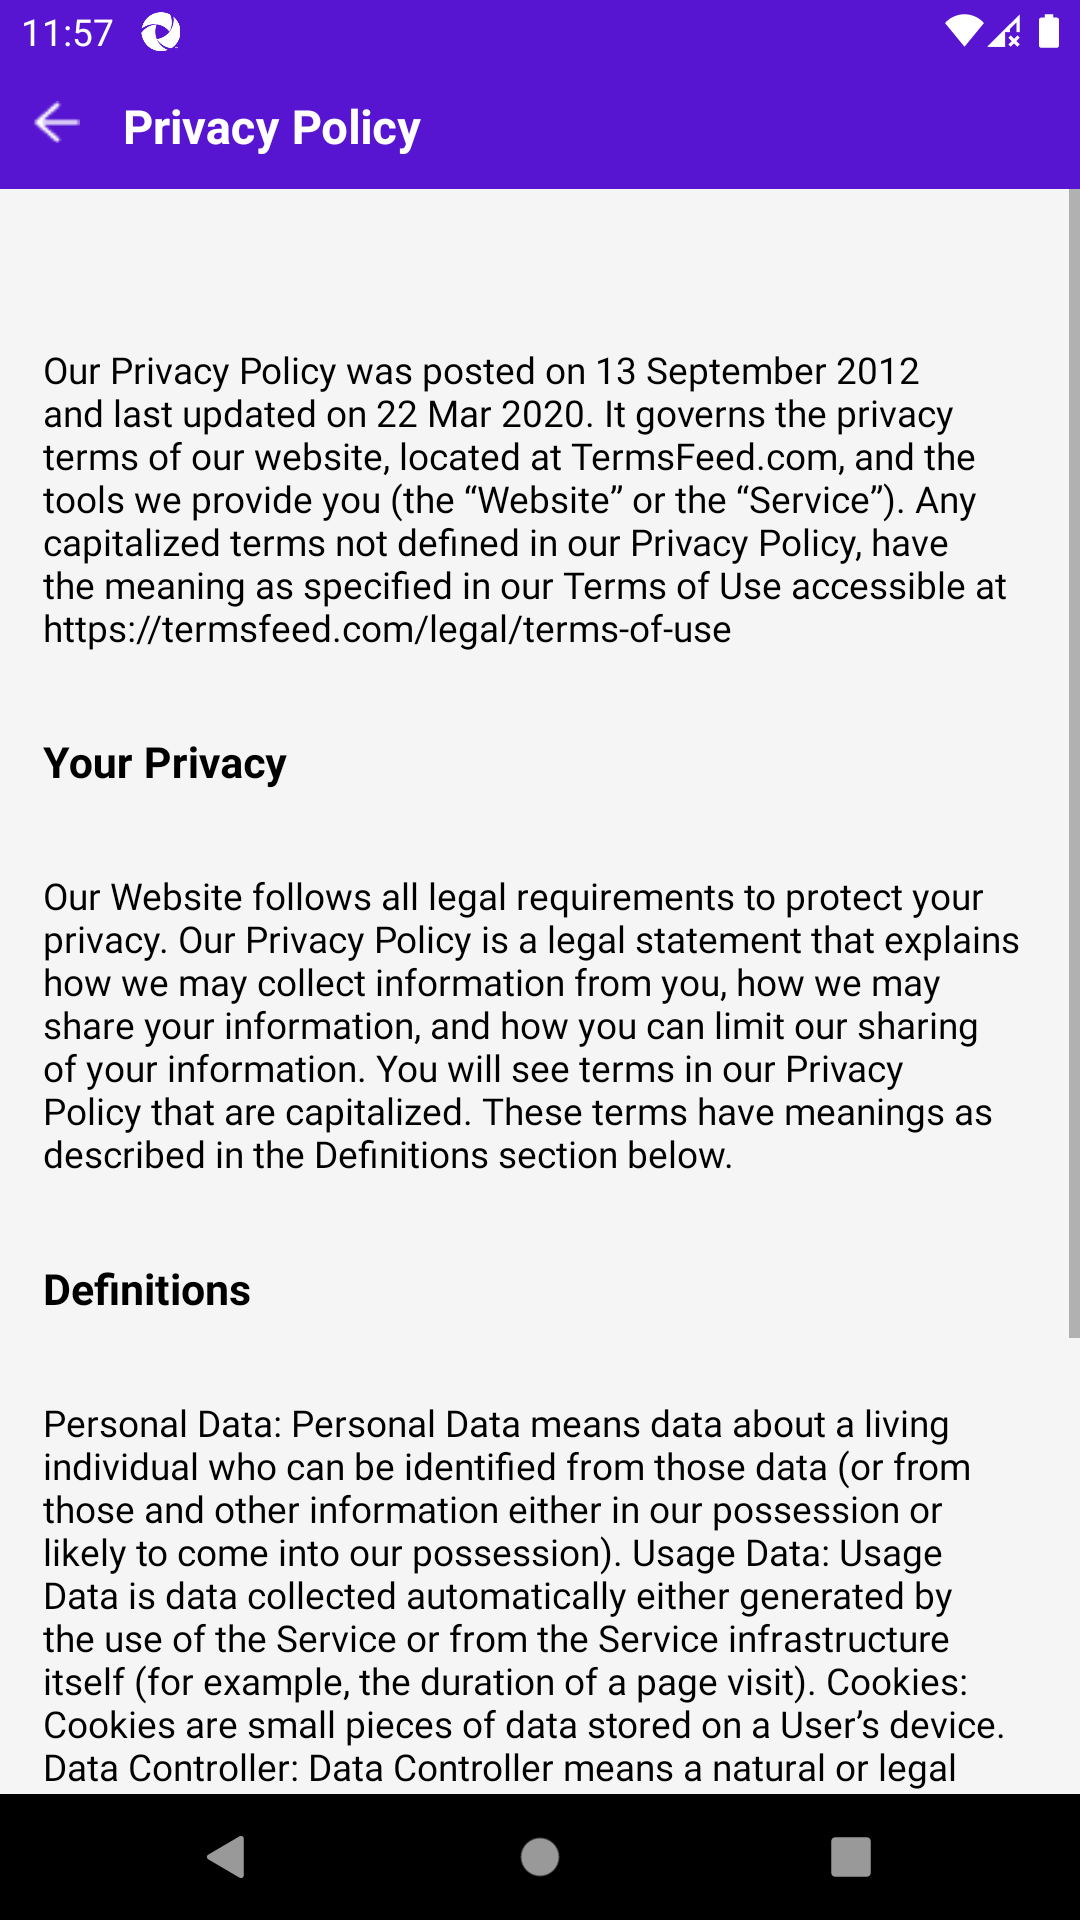 11:57
Privacy Policy
Our Privacy Policy was posted on 13 September 2012
and last updated on 22 Mar 2020. It governs the privacy
terms of our website, located at TermsFeed.com, and the
tools we provide you (the “Website” or the “Service”). Any
capitalized terms not defined in our Privacy Policy, have
the meaning as specified in our Terms of Use accessible at
https://termsfeed.com/legal/terms-of-use
Your Privacy
Our Website follows all legal requirements to protect your
privacy. Our Privacy Policy is a legal statement that explains
how we may collect information from you, how we may
share your information, and how you can limit our sharing
of your information. You will see terms in our Privacy
Policy that are capitalized. These terms have meanings as
described in the Definitions section below.
Definitions
Personal Data: Personal Data means data about a living
individual who can be identified from those data (or from
those and other information either in our possession or
likely to come into our possession). Usage Data: Usage
Data is data collected automatically either generated by
the use of the Service or from the Service infrastructure
itself (for example, the duration of a page visit). Cookies:
Cookies are small pieces of data stored on a User’s device.
Data Controller: Data Controller means a natural or legal